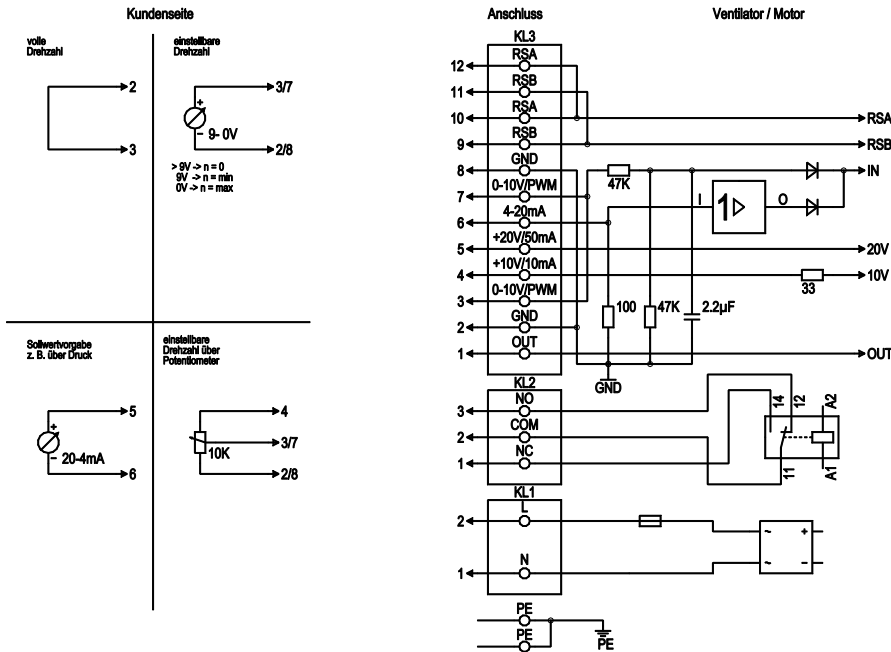 Kundenseite
Anschluss
Ventilator / Motor
volle
Drehzahl
2
3
einstellbare
Drehzahl
3/7
+
9- 0V
–
2/8
> 9V -> n = 0
9V -> n = min
0V -> n = max
Sollwertvorgabe
z. B. über Druck
5
+
20-4mA
–
6
einstellbare
Drehzahl über
Potentiometer
4
3/7
10K
2/8
KL3
12 RSA
11 RSB
10 RSA RSA
9 RSB RSB
8 GND IN
47K
7 0-10V/PWM
I 1 O
6 4-20mA
5 +20V/50mA 20V
4 +10V/10mA 10V
33
3 0-10V/PWM
100 47K 2.2µF
2 GND
1 OUT OUT
GND
KL2
3 NO
2 COM
1 NC
14 12 A2
11 A1
KL1
2 L
~ +
1 N
~ –
PE
PE
PE